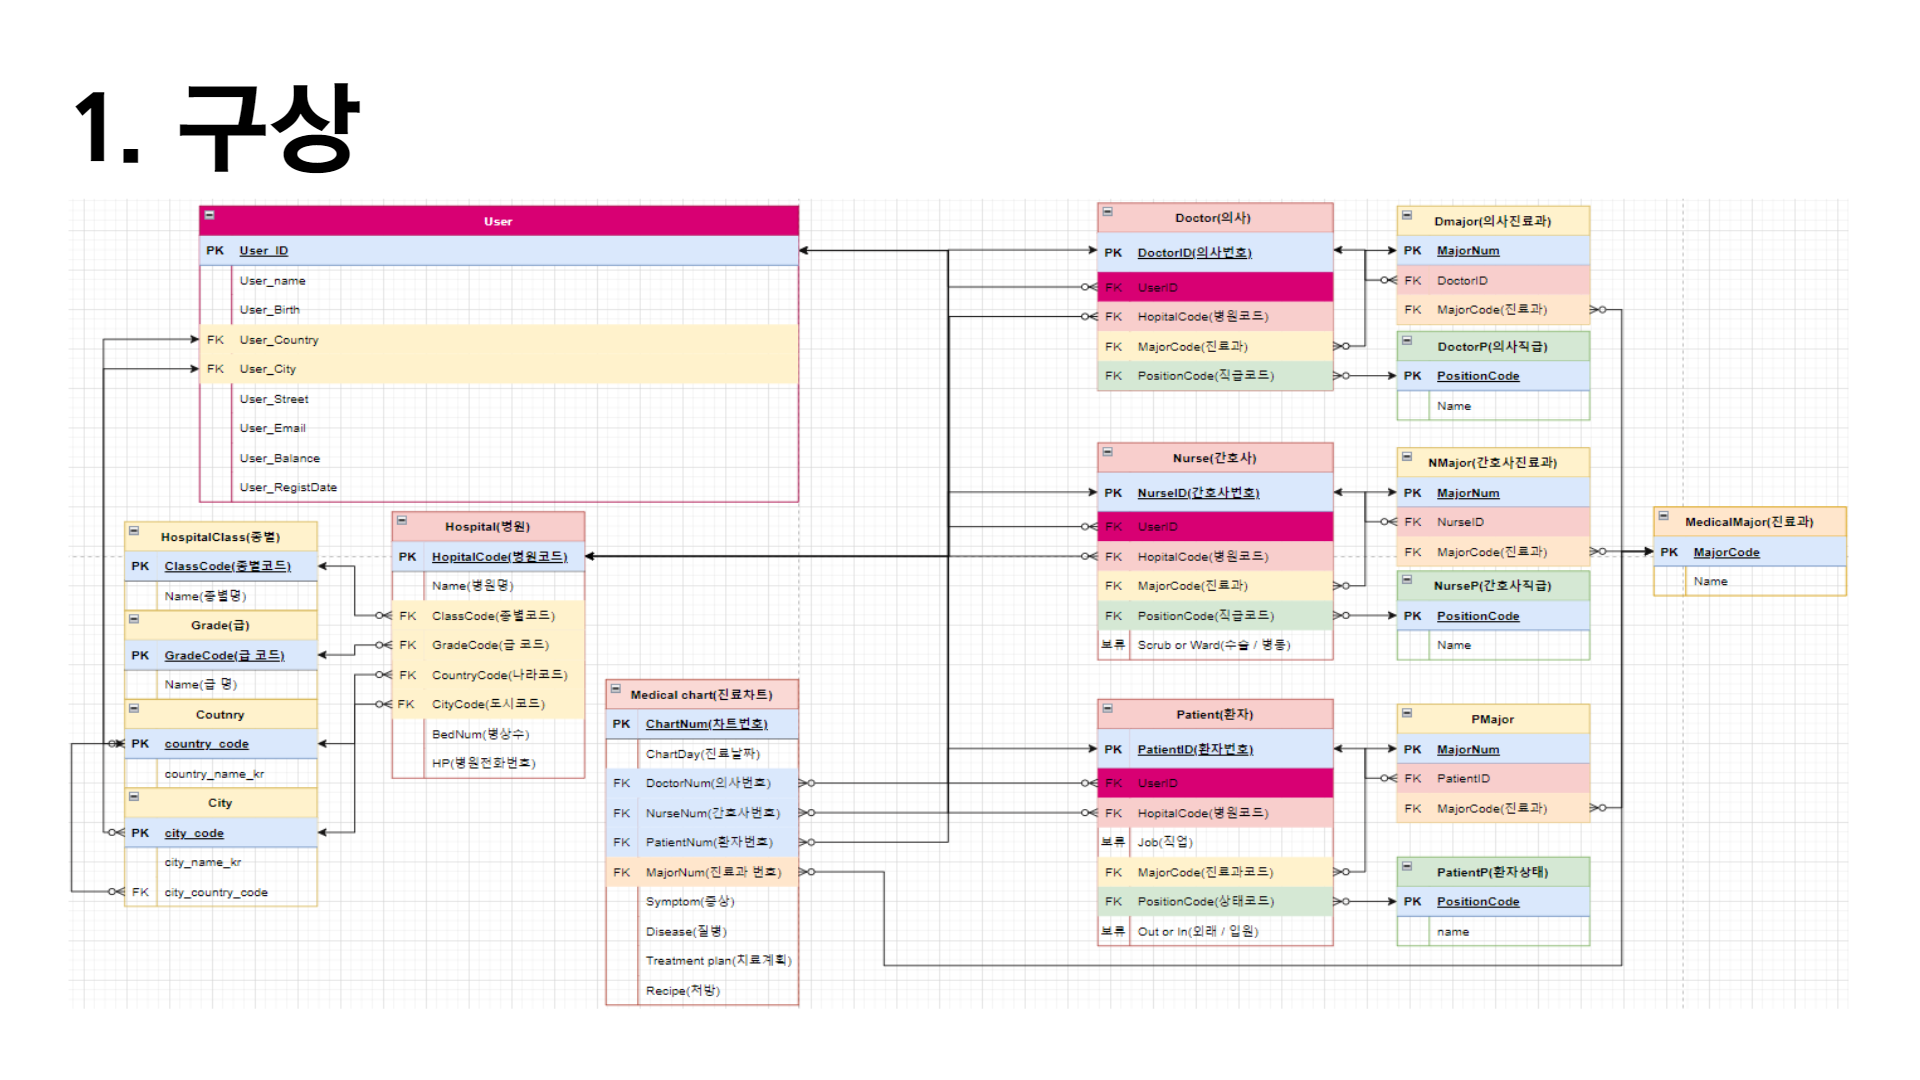 1. 구상
User
PK User_ID
User_name
User_Birth
FK User_Country
FK User_City
User_Street
User_Email
User_Balance
User_RegistDate
HospitalClass(종별)
PK ClassCode(종별코드)
Name(종별명)
Grade(급)
PK GradeCode(급 코드)
Name(급 명)
Coutnry
PK country_code
country_name_kr
City
PK city_code
city_name_kr
FK city_country_code
Hospital(병원)
PK HopitalCode(병원코드)
Name(병원명)
FK ClassCode(종별코드)
FK GradeCode(급 코드)
FK CountryCode(나라코드)
FK CityCode(도시코드)
BedNum(병상수)
HP(병원전화번호)
Medical chart(진료차트)
PK ChartNum(차트번호)
ChartDay(진료날짜)
FK DoctorNum(의사번호)
FK NurseNum(간호사번호)
FK PatientNum(환자번호)
FK MajorNum(진료과 번호)
Symptom(증상)
Disease(질병)
Treatment plan(치료계획)
Recipe(처방)
Doctor(의사)
PK DoctorID(의사번호)
FK UserID
FK HopitalCode(병원코드)
FK MajorCode(진료과)
FK PositionCode(직급코드)
Dmajor(의사진료과)
PK MajorNum
FK DoctorID
FK MajorCode(진료과)
DoctorP(의사직급)
PK PositionCode
Name
Nurse(간호사)
PK NurseID(간호사번호)
FK UserID
FK HopitalCode(병원코드)
FK MajorCode(진료과)
FK PositionCode(직급코드)
보류 Scrub or Ward(수술 / 병동)
NMajor(간호사진료과)
PK MajorNum
FK NurseID
FK MajorCode(진료과)
NurseP(간호사직급)
PK PositionCode
Name
MedicalMajor(진료과)
PK MajorCode
Name
Patient(환자)
PK PatientID(환자번호)
FK UserID
FK HopitalCode(병원코드)
보류 Job(직업)
FK MajorCode(진료과코드)
FK PositionCode(상태코드)
보류 Out or In(외래 / 입원)
PMajor
PK MajorNum
FK PatientID
FK MajorCode(진료과)
PatientP(환자상태)
PK PositionCode
name